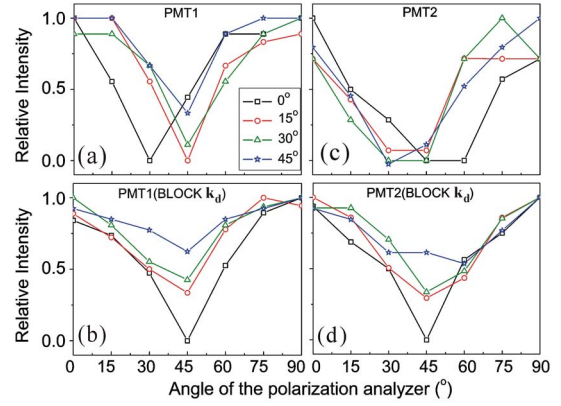 PMT1
PMT2
Relative Intensity
1.0
0.5
0.0
(a)
(c)
0°
15°
30°
45°
PMT1(BLOCK k_d)
PMT2(BLOCK k_d)
Relative Intensity
1.0
0.5
0.0
(b)
(d)
0 15 30 45 60 75 90 0 15 30 45 60 75 90
Angle of the polarization analyzer (°)